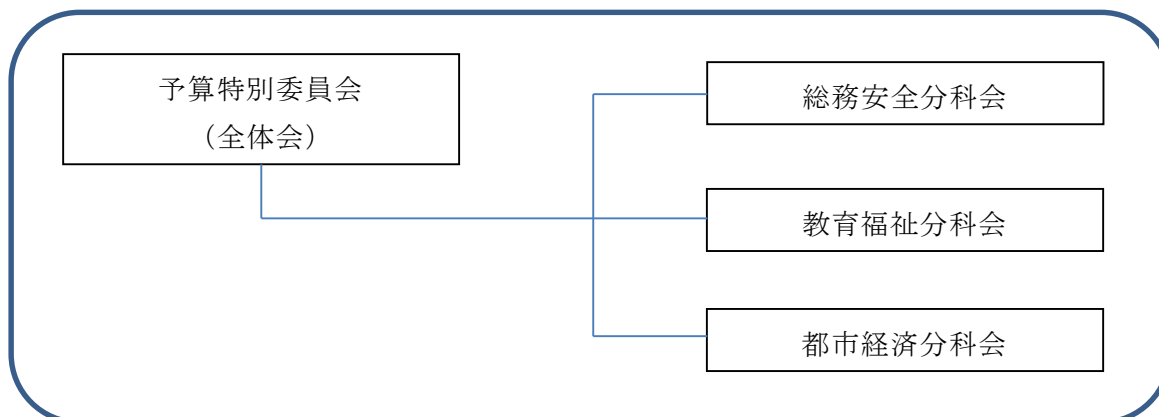 予算特別委員会
（全体会）
総務安全分科会
教育福祉分科会
都市経済分科会